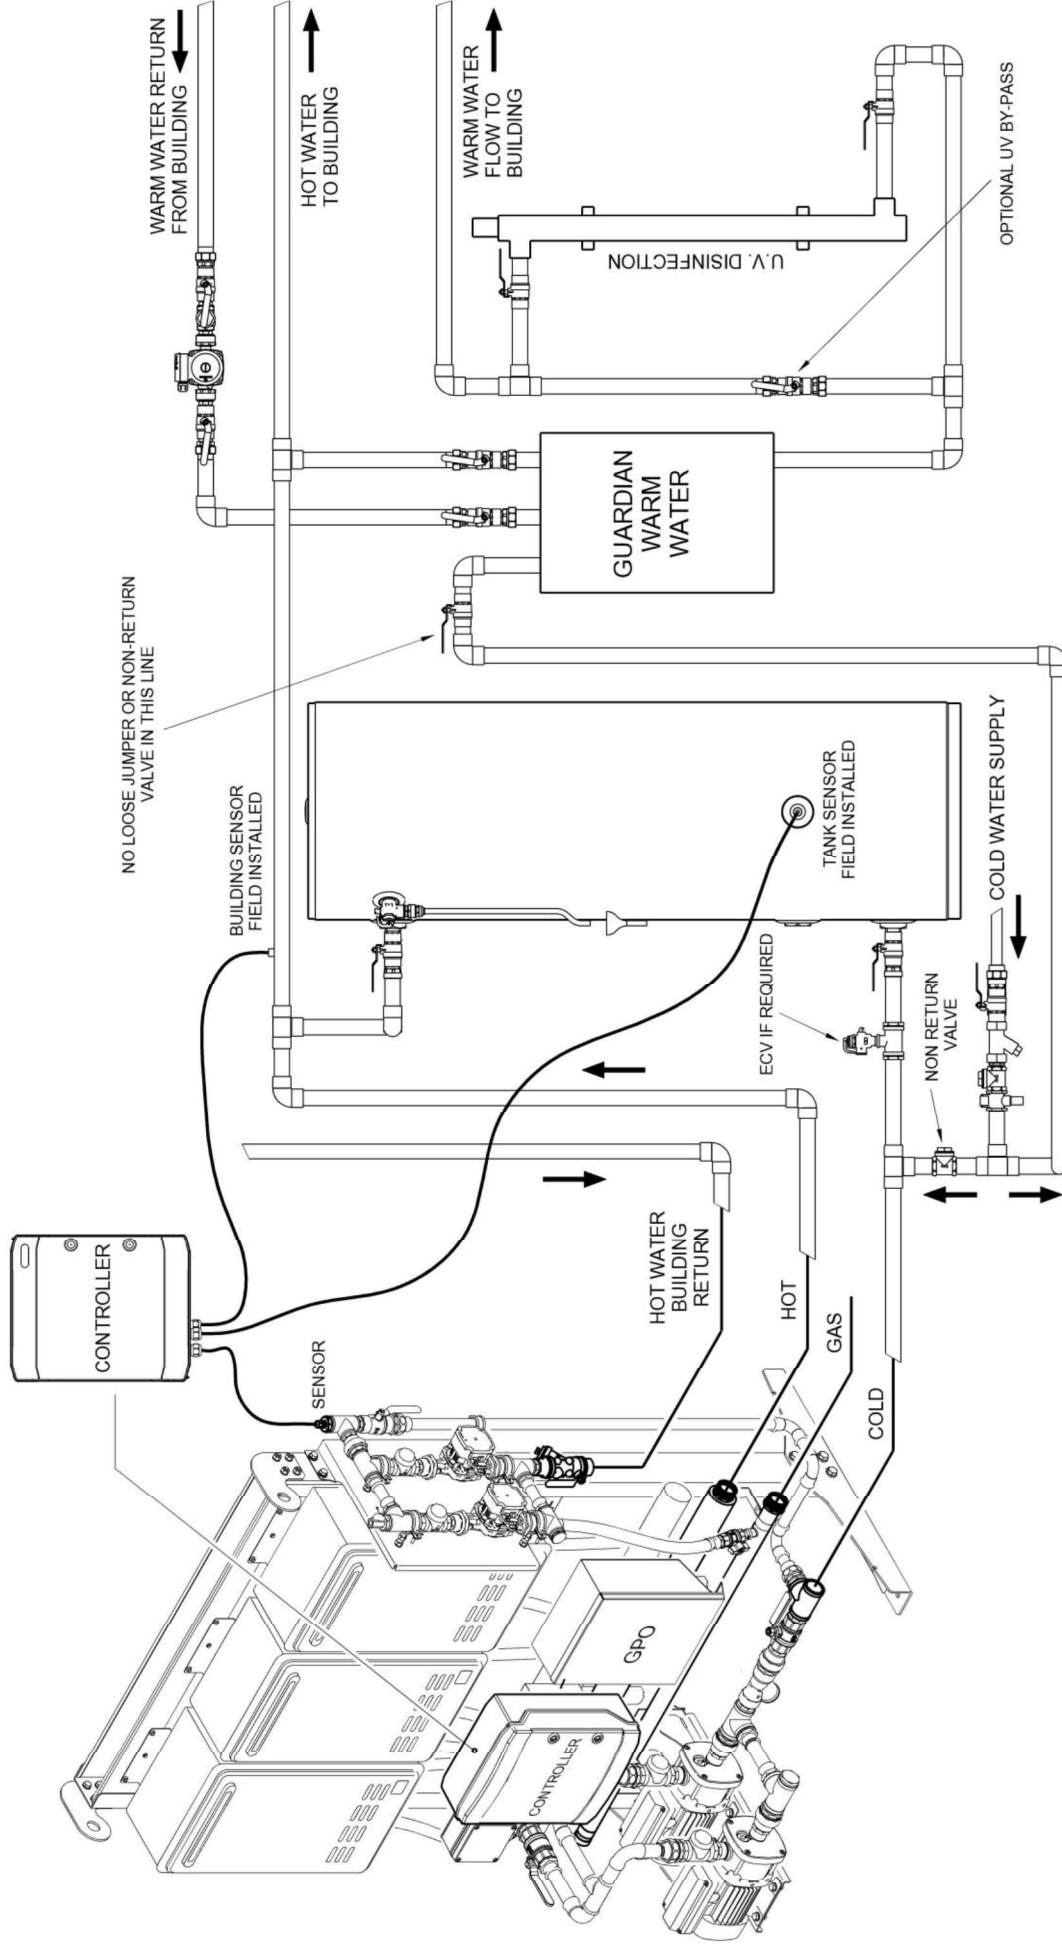 WARM WATER RETURN
FROM BUILDING
HOT WATER
TO BUILDING
WARM WATER
FLOW TO
BUILDING
U.V. DISINFECTION
OPTIONAL UV BY-PASS
GUARDIAN
WARM
WATER
NO LOOSE JUMPER OR NON-RETURN
VALVE IN THIS LINE
BUILDING SENSOR
FIELD INSTALLED
TANK SENSOR
FIELD INSTALLED
COLD WATER SUPPLY
ECV IF REQUIRED
NON RETURN
VALVE
CONTROLLER
SENSOR
HOT WATER
BUILDING
RETURN
HOT
GAS
COLD
GPO
CONTROLLER